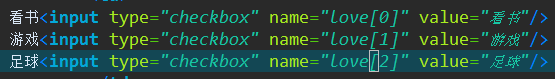 看书<input type="checkbox" name="love[0]" value="看书"/>
游戏<input type="checkbox" name="love[1]" value="游戏"/>
足球<input type="checkbox" name="love[2]" value="足球"/>